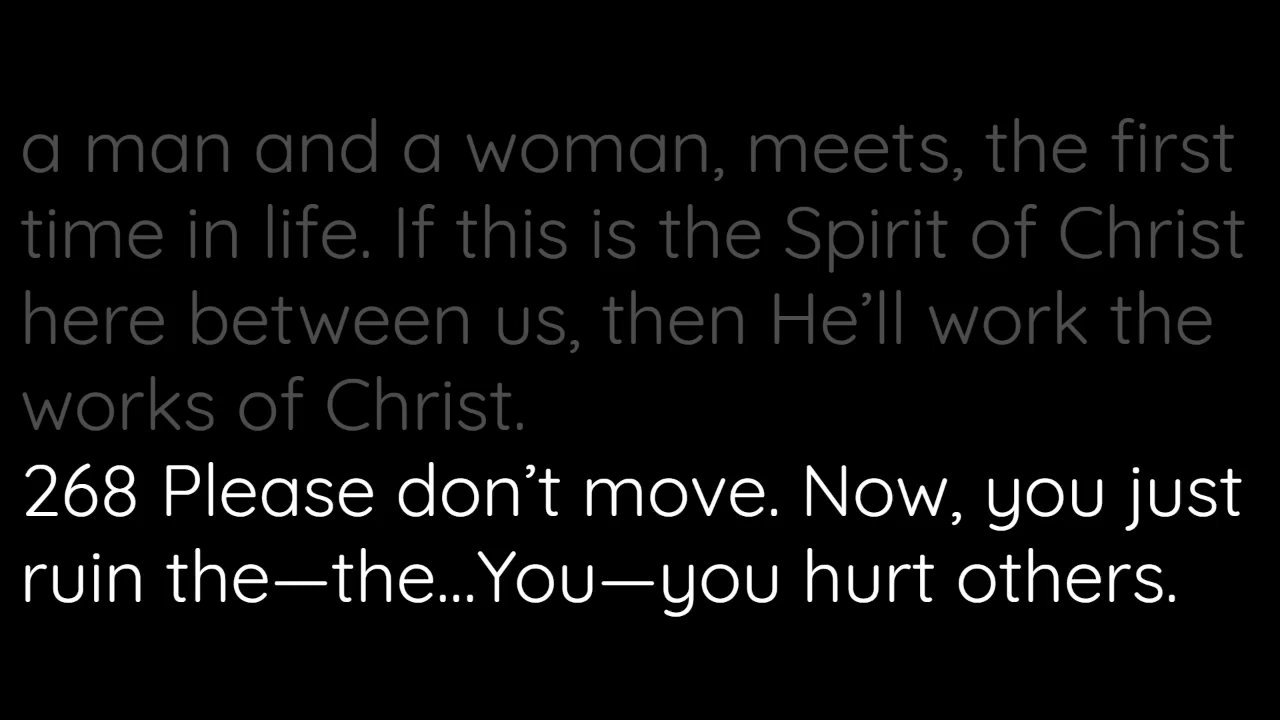 a man and a woman, meets, the first
time in life. If this is the Spirit of Christ
here between us, then He’ll work the
works of Christ.
268 Please don’t move. Now, you just
ruin the—the...You—you hurt others.